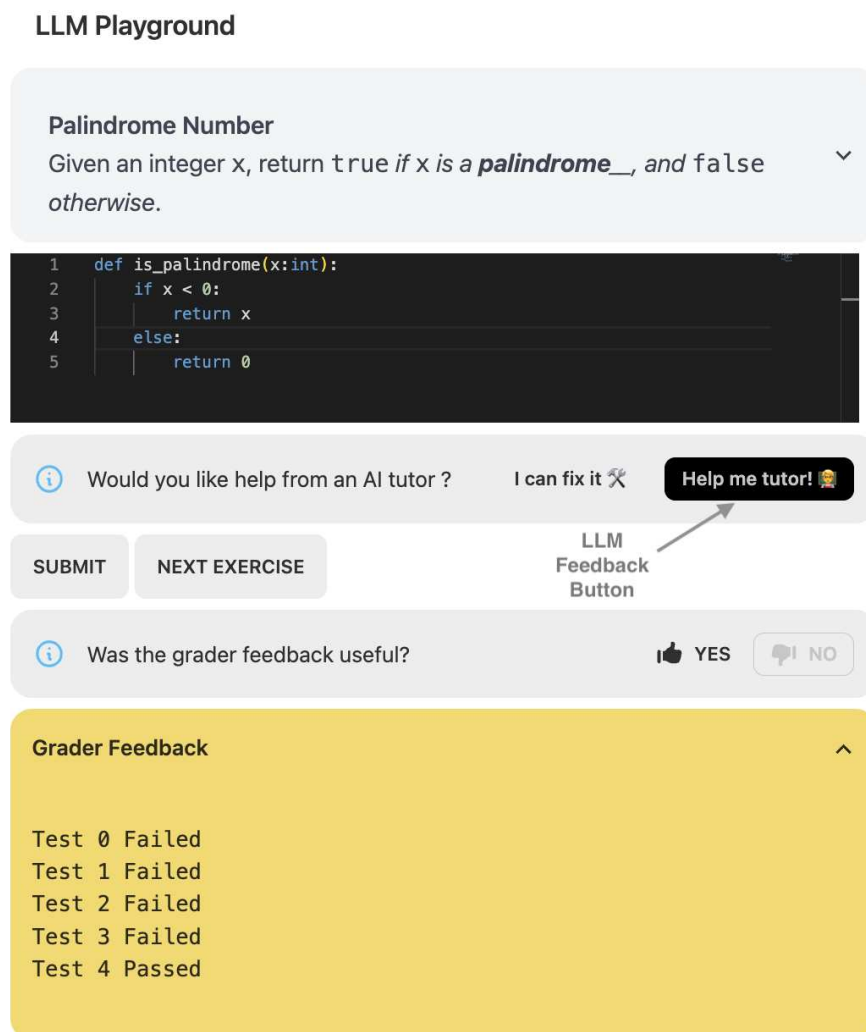 LLM Playground
Palindrome Number
Given an integer x, return true if x is a palindrome__, and false
otherwise.
1 def is_palindrome(x:int):
2 if x < 0:
3 return x
4 else:
5 return 0
Would you like help from an AI tutor ? I can fix it 🛠 Help me tutor! 👨‍🏫
LLM
Feedback
Button
SUBMIT NEXT EXERCISE
Was the grader feedback useful? YES NO
Grader Feedback
Test 0 Failed
Test 1 Failed
Test 2 Failed
Test 3 Failed
Test 4 Passed